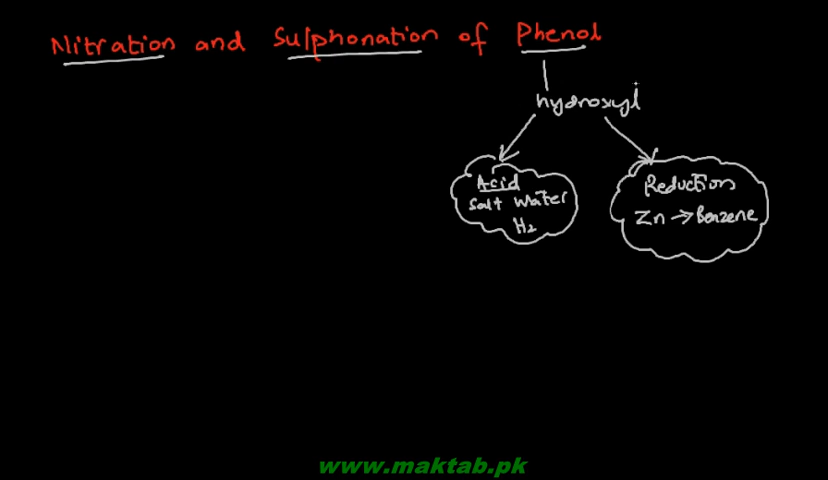 Nitration and Sulphonation of Phenol
hydroxyl
Acid
Salt Water
H2
Reduction
Zn → Benzene
www.maktab.pk